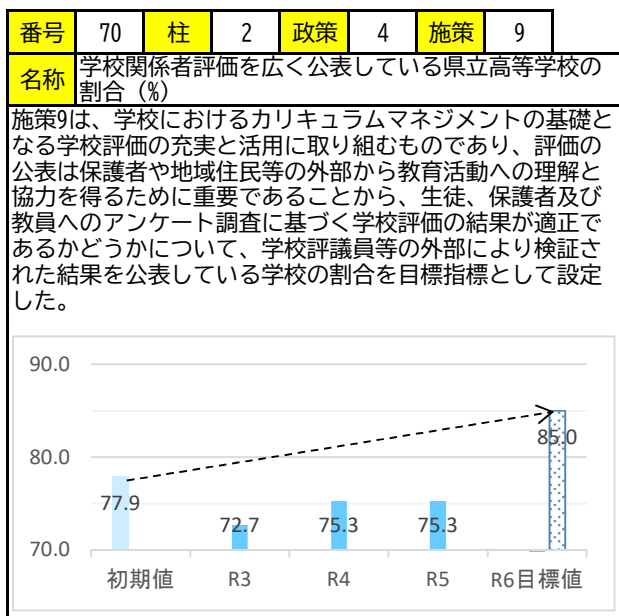 番号 70 柱 2 政策 4 施策 9
名称 学校関係者評価を広く公表している県立高等学校の
割合（%）
施策9は、学校におけるカリキュラムマネジメントの基礎と
なる学校評価の充実と活用に取り組むものであり、評価の
公表は保護者や地域住民等の外部から教育活動への理解と
協力を得るために重要であることから、生徒、保護者及び
教員へのアンケート調査に基づく学校評価の結果が適正で
あるかどうかについて、学校評議員等の外部により検証さ
れた結果を公表している学校の割合を目標指標として設定
した。
90.0
80.0
70.0
77.9
72.7
75.3
75.3
85.0
初期値 R3 R4 R5 R6目標値